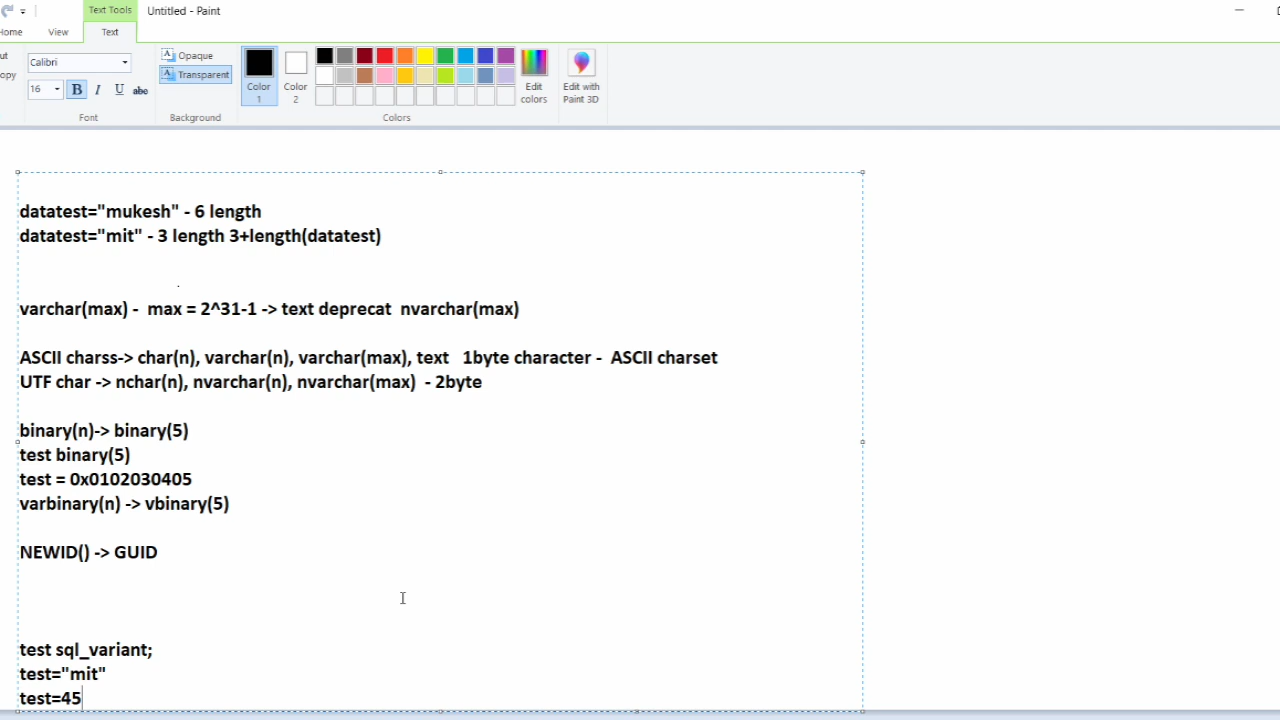 Text Tools
Untitled - Paint
Home View Text
Calibri
16 B I U abc
Opaque
Transparent
Color 1
Color 2
Edit colors
Edit with Paint 3D
Font
Background
Colors
datatest="mukesh" - 6 length
datatest="mit" - 3 length 3+length(datatest)
varchar(max) -  max = 2^31-1 -> text deprecat  nvarchar(max)
ASCII charss-> char(n), varchar(n), varchar(max), text   1byte character -  ASCII charset
UTF char -> nchar(n), nvarchar(n), nvarchar(max)  - 2byte
binary(n)-> binary(5)
test binary(5)
test = 0x0102030405
varbinary(n) -> vbinary(5)
NEWID() -> GUID
test sql_variant;
test="mit"
test=45